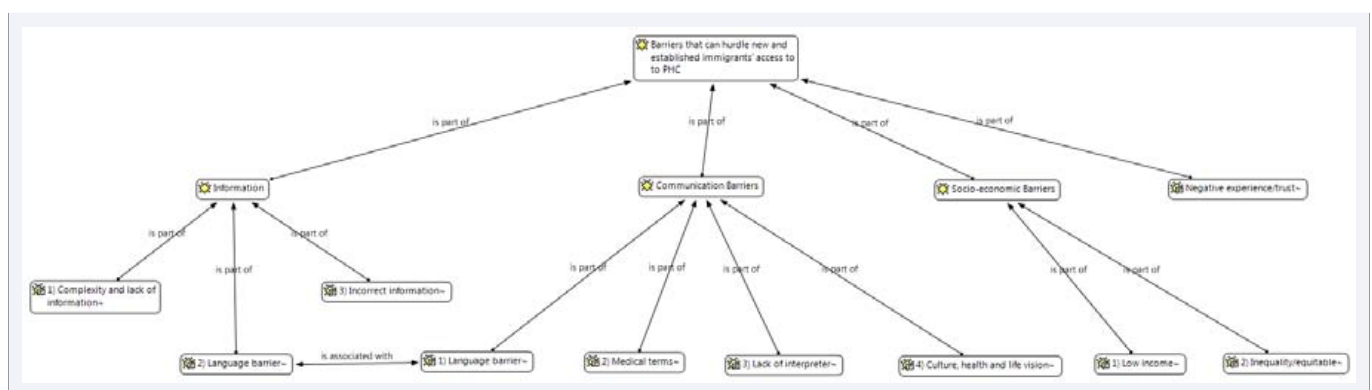 Barriers that can hurdle new and
established immigrants' access to
to PHC
is part of
is part of
is part of
is part of
Information
Communication Barriers
Socio-economic Barriers
Negative experience/trust~
is part of
is part of
is part of
is part of
is part of
is part of
is part of
is part of
is part of
1) Complexity and lack of
information~
3) Incorrect information~
2) Language barrier~
is associated with
1) Language barrier~
2) Medical terms~
3) Lack of interpreter~
4) Culture, health and life vision~
1) Low income~
2) Inequality/equitable~